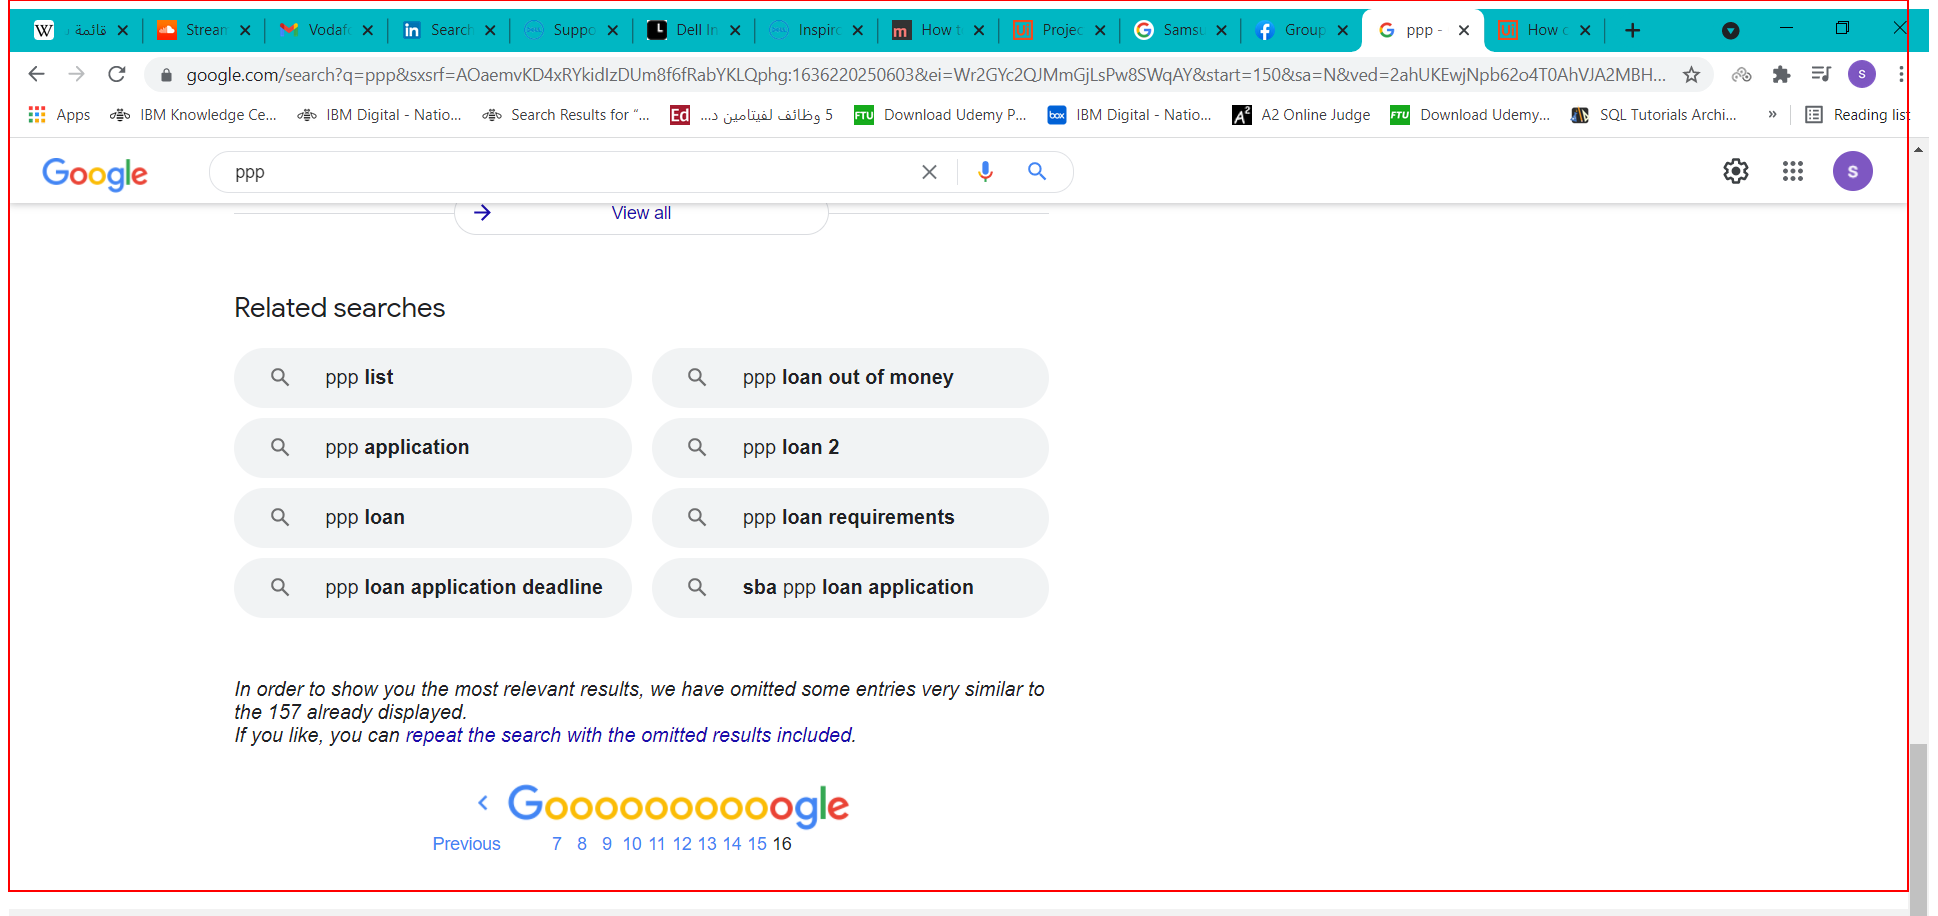 قائمة
Stream
Vodafo
Search
Suppo
Dell In
Inspiro
How t
Projec
Samsu
Group
ppp -
How c
google.com/search?q=ppp&sxsrf=AOaemvKD4xRYkidIzDUm8f6fRabYKLQphg:1636220250603&ei=Wr2GYc2QJMmGjLsPw8SWqAY&start=150&sa=N&ved=2ahUKEwjNpb62o4T0AhVJA2MBH...
S
Apps
IBM Knowledge Ce...
IBM Digital - Natio...
Search Results for “...
5 وظائف لفيتامين د...
Download Udemy P...
IBM Digital - Natio...
A2 Online Judge
Download Udemy...
SQL Tutorials Archi...
»
Reading list
Google
ppp
S
View all
Related searches
ppp list
ppp loan out of money
ppp application
ppp loan 2
ppp loan
ppp loan requirements
ppp loan application deadline
sba ppp loan application
In order to show you the most relevant results, we have omitted some entries very similar to
the 157 already displayed.
If you like, you can repeat the search with the omitted results included.
Goooooooooogle
Previous 7 8 9 10 11 12 13 14 15 16